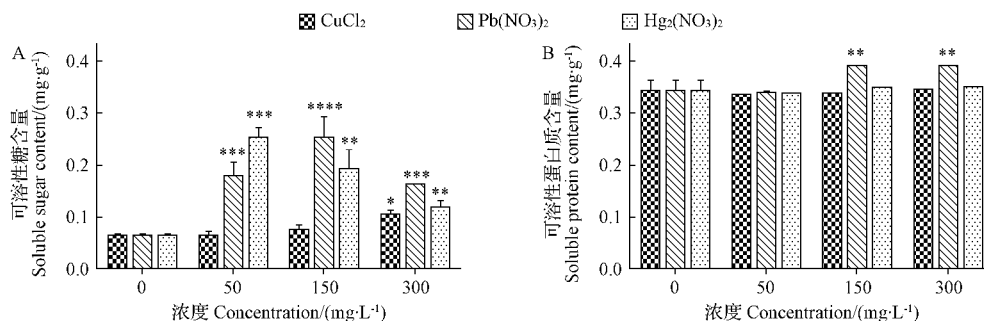 CuCl₂ Pb(NO₃)₂ Hg₂(NO₃)₂
A
可溶性糖含量
Soluble sugar content/(mg·g⁻¹)
0.4
0.3
0.2
0.1
0.0
*** *** **** ** * *** **
0 50 150 300
浓度 Concentration/(mg·L⁻¹)
B
可溶性蛋白质含量
Soluble protein content/(mg·g⁻¹)
0.4
0.3
0.2
0.1
0.0
** **
0 50 150 300
浓度 Concentration/(mg·L⁻¹)